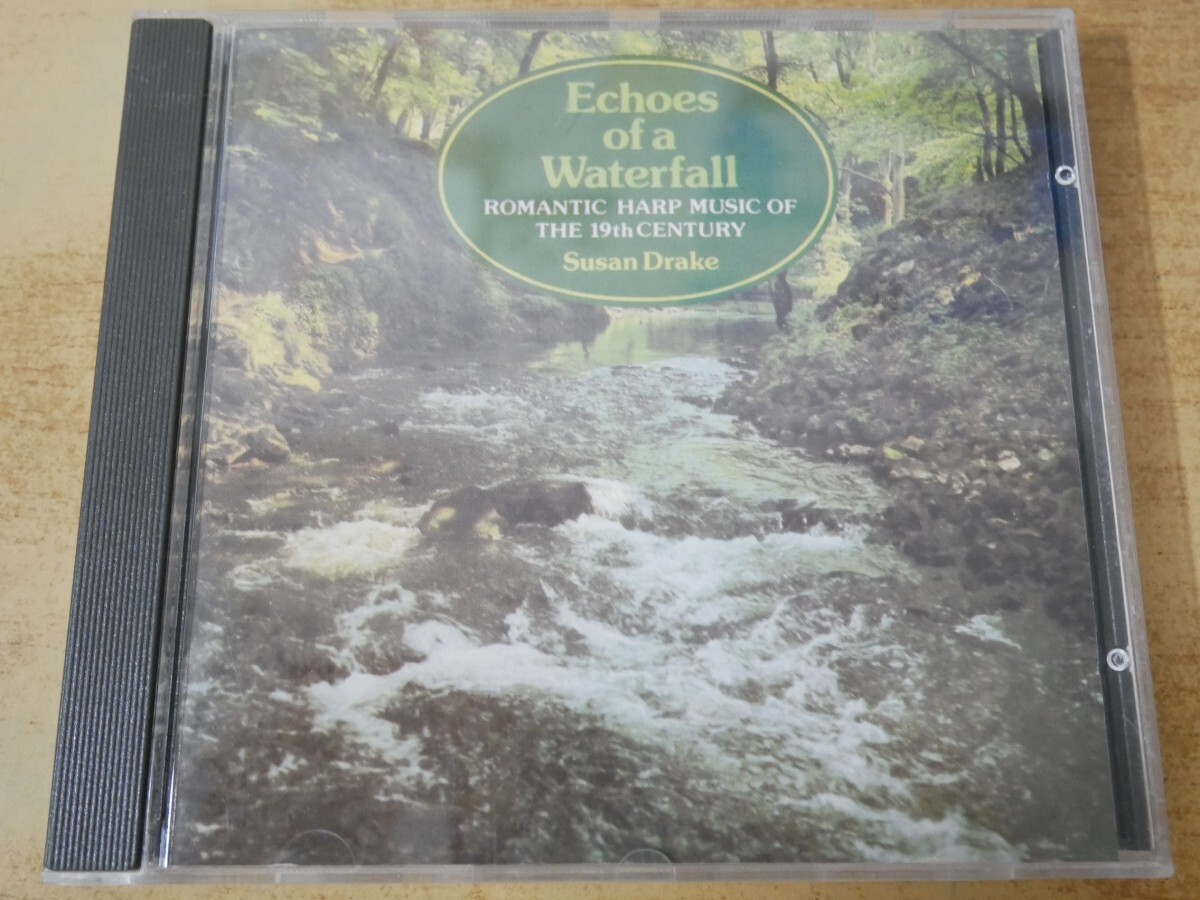 Echoes
of a
Waterfall
ROMANTIC HARP MUSIC OF
THE 19th CENTURY
Susan Drake